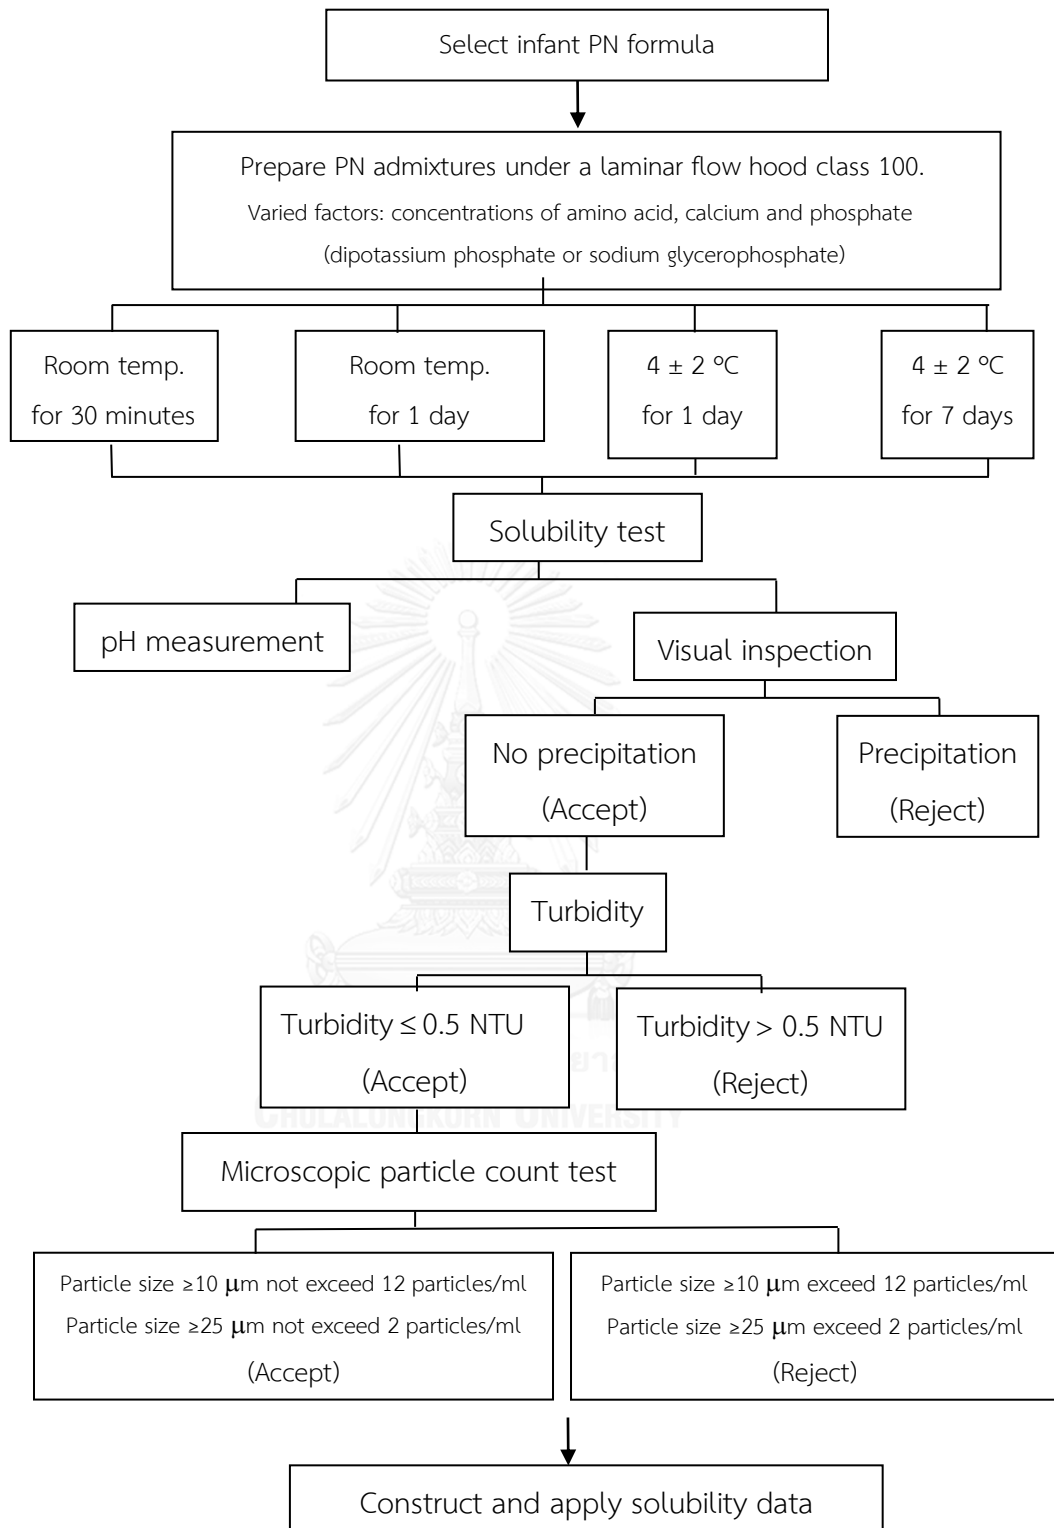 Select infant PN formula
Prepare PN admixtures under a laminar flow hood class 100.
Varied factors: concentrations of amino acid, calcium and phosphate
(dipotassium phosphate or sodium glycerophosphate)
Room temp.
for 30 minutes
Room temp.
for 1 day
4 ± 2 ºC
for 1 day
4 ± 2 ºC
for 7 days
Solubility test
pH measurement
Visual inspection
No precipitation
(Accept)
Precipitation
(Reject)
Turbidity
Turbidity ≤ 0.5 NTU
(Accept)
Turbidity > 0.5 NTU
(Reject)
CHULALONGKORN UNIVERSITY
Microscopic particle count test
Particle size ≥10 μm not exceed 12 particles/ml
Particle size ≥25 μm not exceed 2 particles/ml
(Accept)
Particle size ≥10 μm exceed 12 particles/ml
Particle size ≥25 μm exceed 2 particles/ml
(Reject)
Construct and apply solubility data